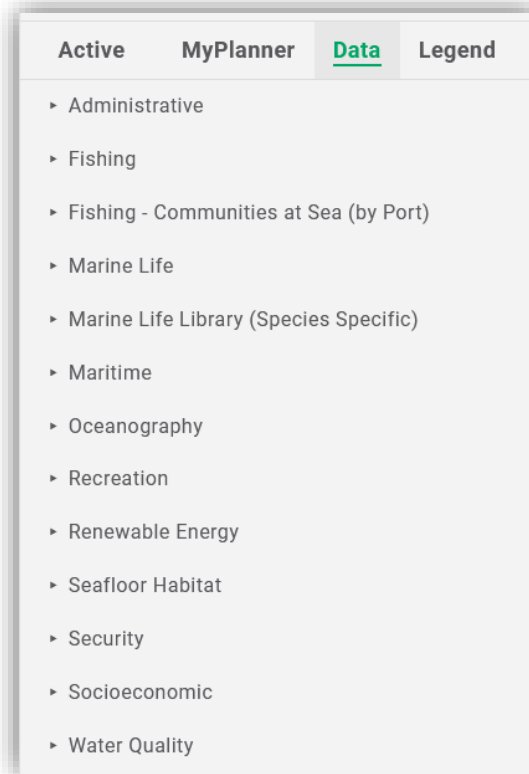 Active MyPlanner Data Legend
Administrative
Fishing
Fishing - Communities at Sea (by Port)
Marine Life
Marine Life Library (Species Specific)
Maritime
Oceanography
Recreation
Renewable Energy
Seafloor Habitat
Security
Socioeconomic
Water Quality